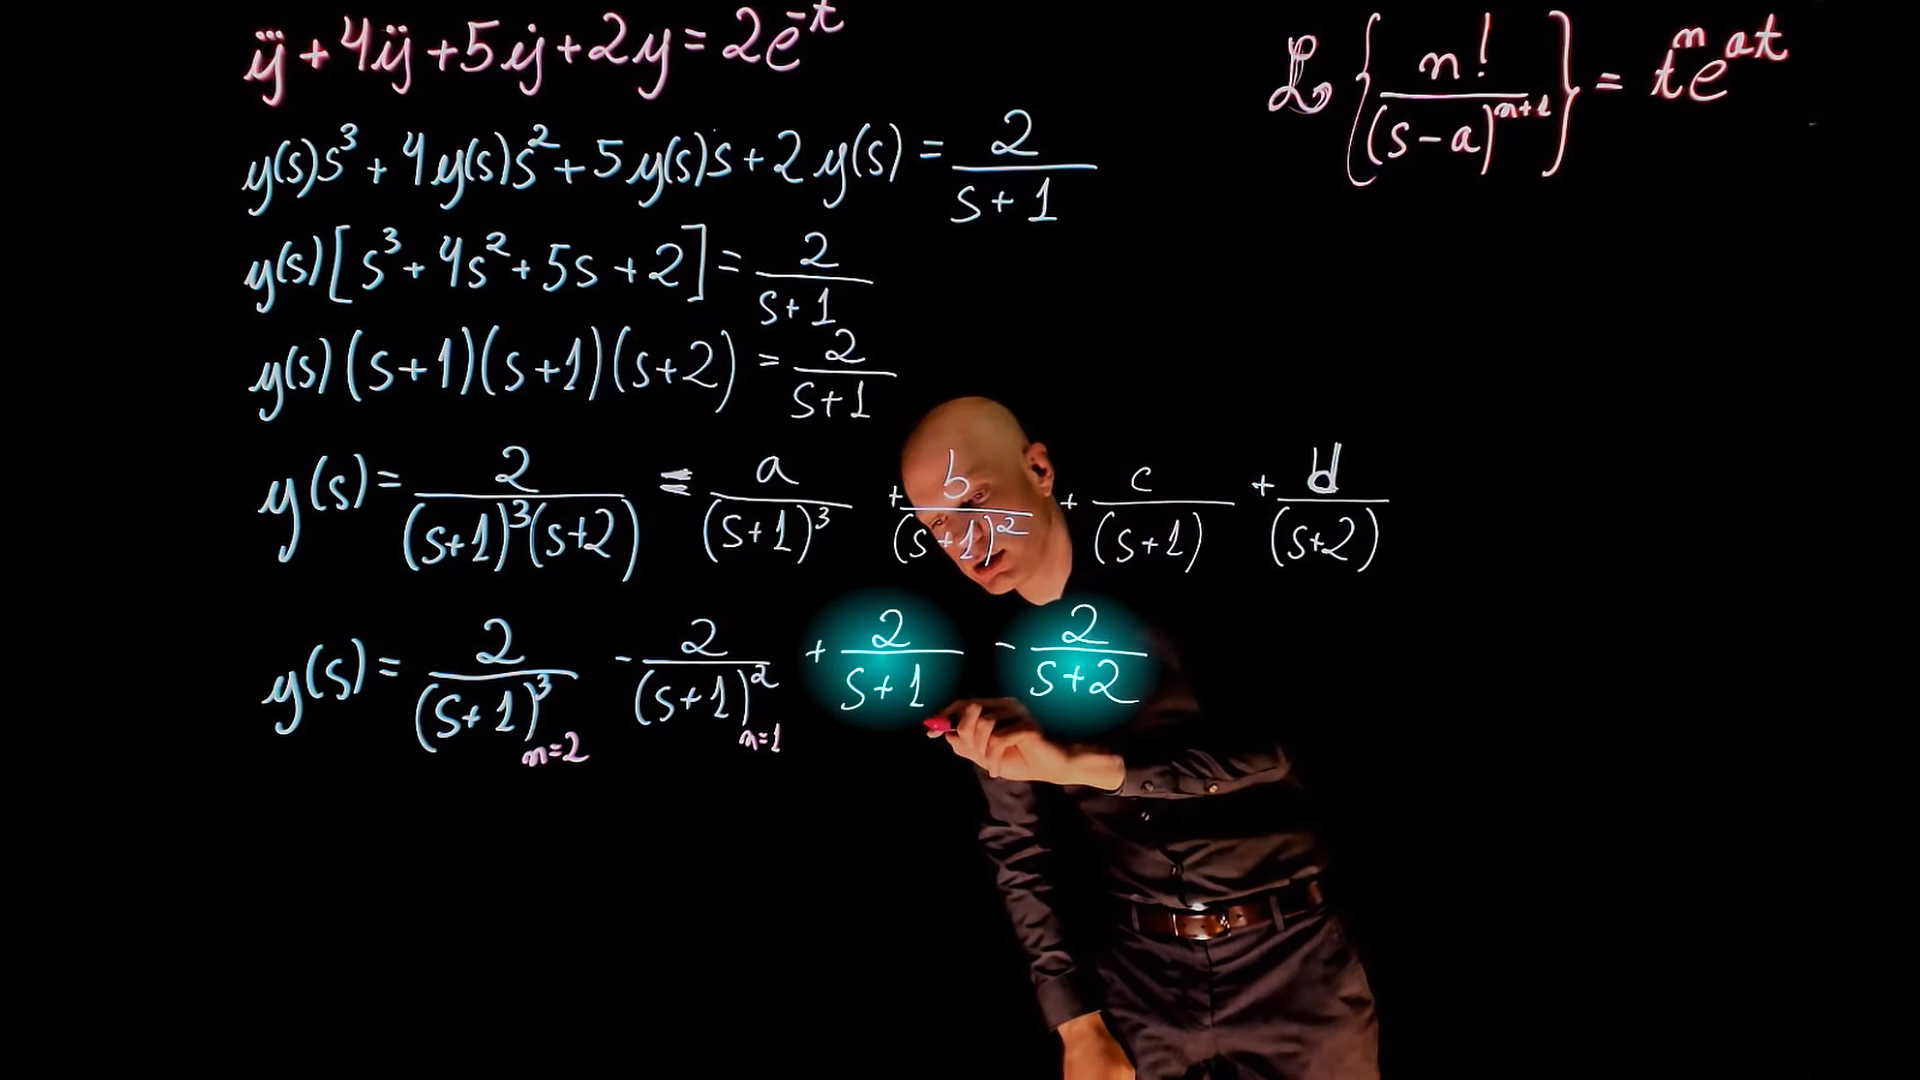 y⃛ + 4ÿ + 5ẏ + 2y = 2e^{-t}
ℒ { n! / (s-a)^{n+1} } = t^n e^{at}
y(s)s³ + 4y(s)s² + 5y(s)s + 2y(s) = 2/(s+1)
y(s)[s³ + 4s² + 5s + 2] = 2/(s+1)
y(s)(s+1)(s+1)(s+2) = 2/(s+1)
y(s) = 2/((s+1)³(s+2)) = a/(s+1)³ + b/(s+1)² + c/(s+1) + d/(s+2)
y(s) = 2/(s+1)³ - 2/(s+1)² + 2/(s+1) - 2/(s+2)
n=2 n=1